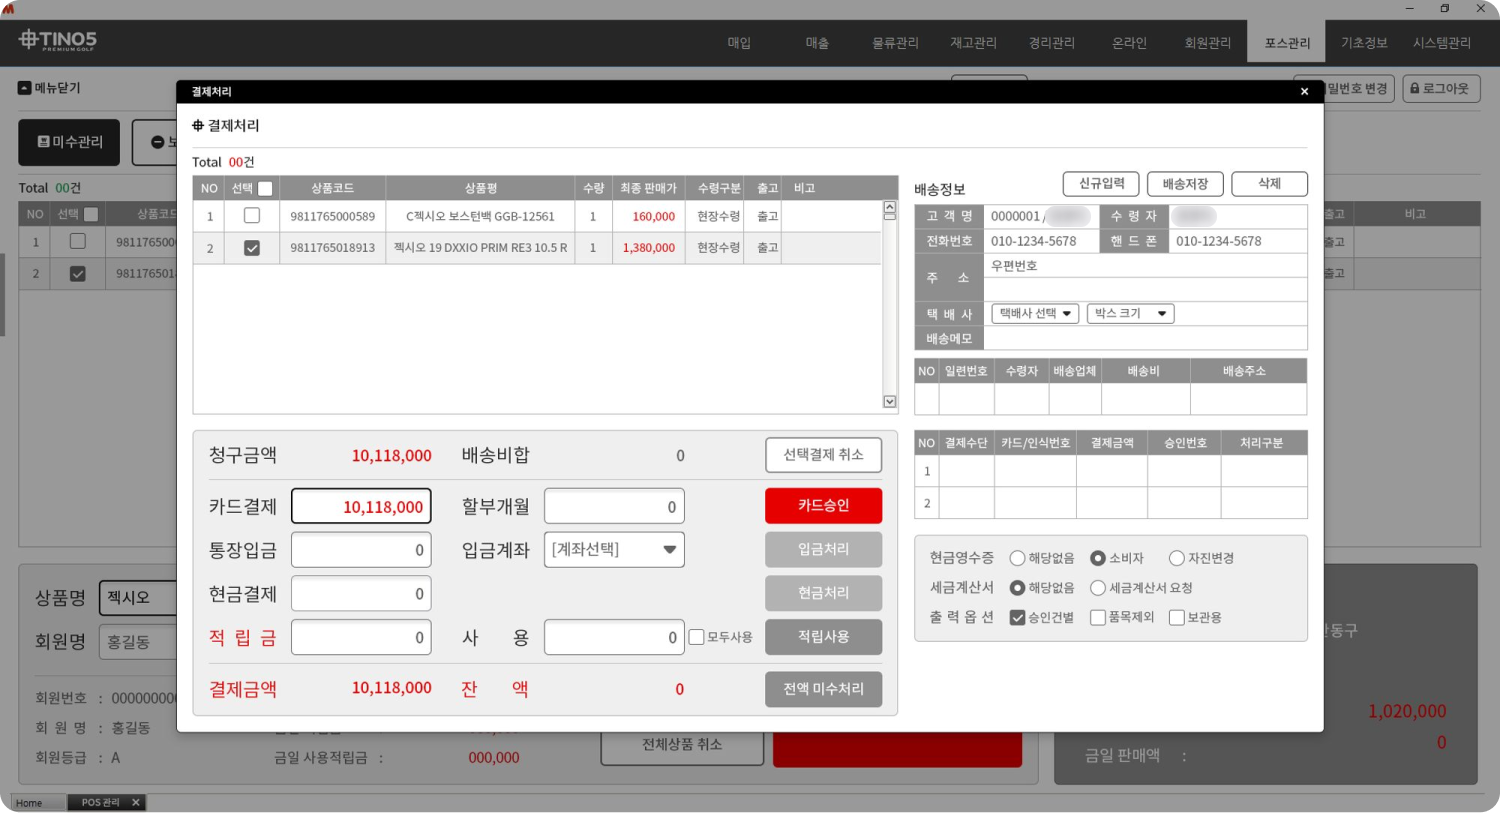 TINO5
PREMIUM GOLF
매입 매출 물류관리 재고관리 경리관리 온라인 회원관리 포스관리 기초정보 시스템관리
메뉴닫기
밀번호 변경 로그아웃
미수관리
Total 00건
NO 선택 상품코드
1 98117650
2 981176501
출고 비고
출고
출고
결제처리
결제처리
Total 00건
NO 선택 상품코드 상품평 수량 최종 판매가 수령구분 출고 비고
1 9811765000589 C젝시오 보스턴백 GGB-12561 1 160,000 현장수령 출고
2 9811765018913 젝시오 19 DXXIO PRIM RE3 10.5 R 1 1,380,000 현장수령 출고
배송정보 신규입력 배송저장 삭제
고 객 명 0000001/ 수 령 자
전화번호 010-1234-5678 핸 드 폰 010-1234-5678
주 소 우편번호
택 배 사 택배사 선택 박스 크기
배송메모
NO 일련번호 수령자 배송업체 배송비 배송주소
NO 결제수단 카드/인식번호 결제금액 승인번호 처리구분
1
2
청구금액 10,118,000 배송비합 0 선택결제 취소
카드결제 10,118,000 할부개월 0 카드승인
통장입금 0 입금계좌 [계좌선택] 입금처리
현금결제 0 현금처리
적 립 금 0 사 용 0 모두사용 적립사용
결제금액 10,118,000 잔 액 0 전액 미수처리
현금영수증 해당없음 소비자 자진변경
세금계산서 해당없음 세금계산서 요청
출 력 옵 션 승인건별 품목제외 보관용
상품명 젝시오
회원명 홍길동
회원번호 : 000000000
회 원 명 : 홍길동
회원등급 : A
금일 사용적립금 : 000,000
전체상품 취소
동구
1,020,000
0
금일 판매액 :
Home POS 관리